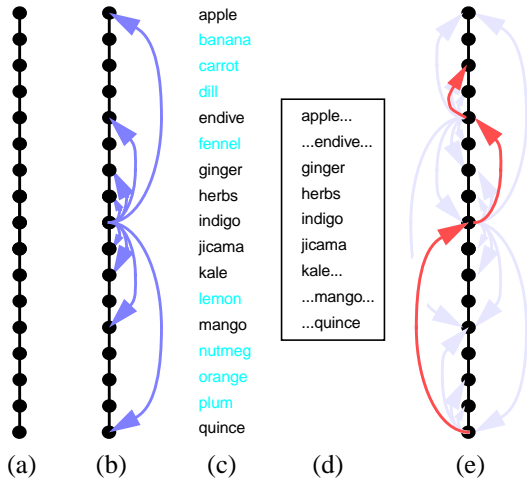 apple
banana
carrot
dill
endive
fennel
ginger
herbs
indigo
jicama
kale
lemon
mango
nutmeg
orange
plum
quince
apple...
...endive...
ginger
herbs
indigo
jicama
kale...
...mango...
...quince
(a) (b) (c) (d) (e)